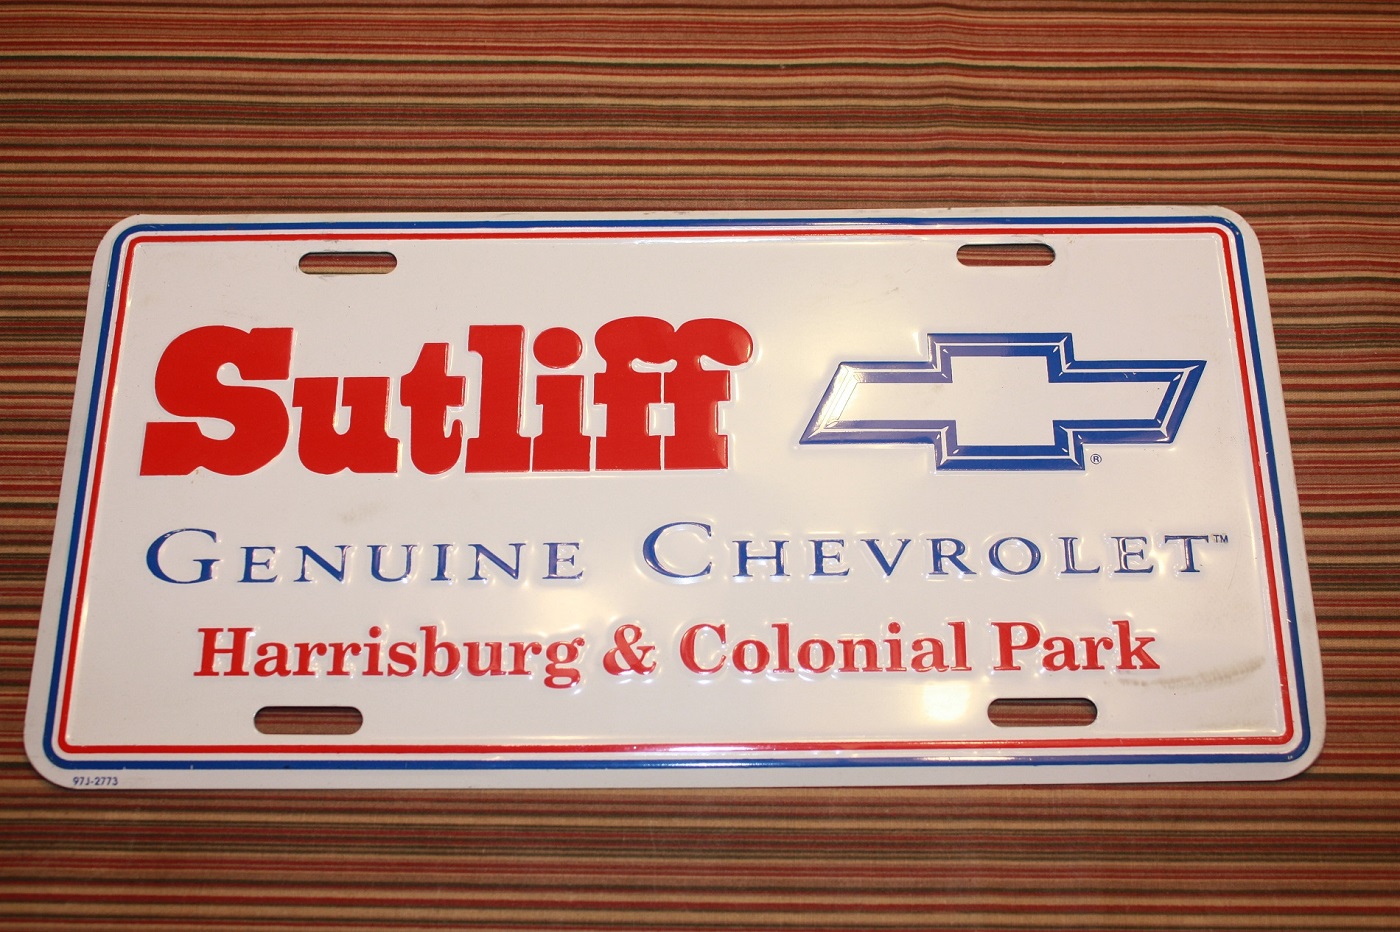 Sutliff
®
GENUINE CHEVROLET™
Harrisburg & Colonial Park
97J-2773